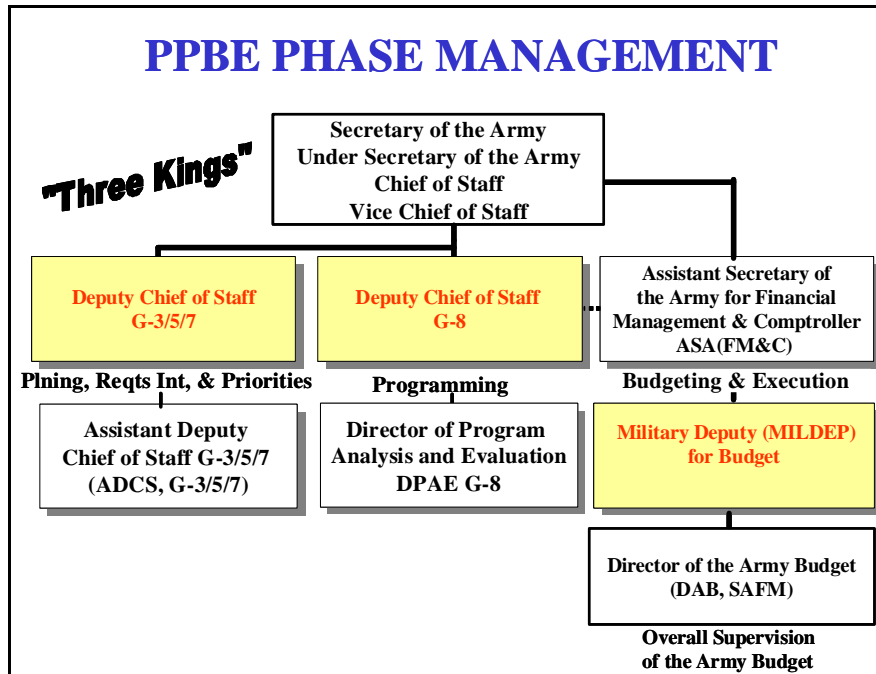 PPBE PHASE MANAGEMENT
"Three Kings"
Secretary of the Army
Under Secretary of the Army
Chief of Staff
Vice Chief of Staff
Deputy Chief of Staff
G-3/5/7
Deputy Chief of Staff
G-8
Assistant Secretary of
the Army for Financial
Management & Comptroller
ASA(FM&C)
Plning, Reqts Int, & Priorities
Programming
Budgeting & Execution
Assistant Deputy
Chief of Staff G-3/5/7
(ADCS, G-3/5/7)
Director of Program
Analysis and Evaluation
DPAE G-8
Military Deputy (MILDEP)
for Budget
Director of the Army Budget
(DAB, SAFM)
Overall Supervision
of the Army Budget